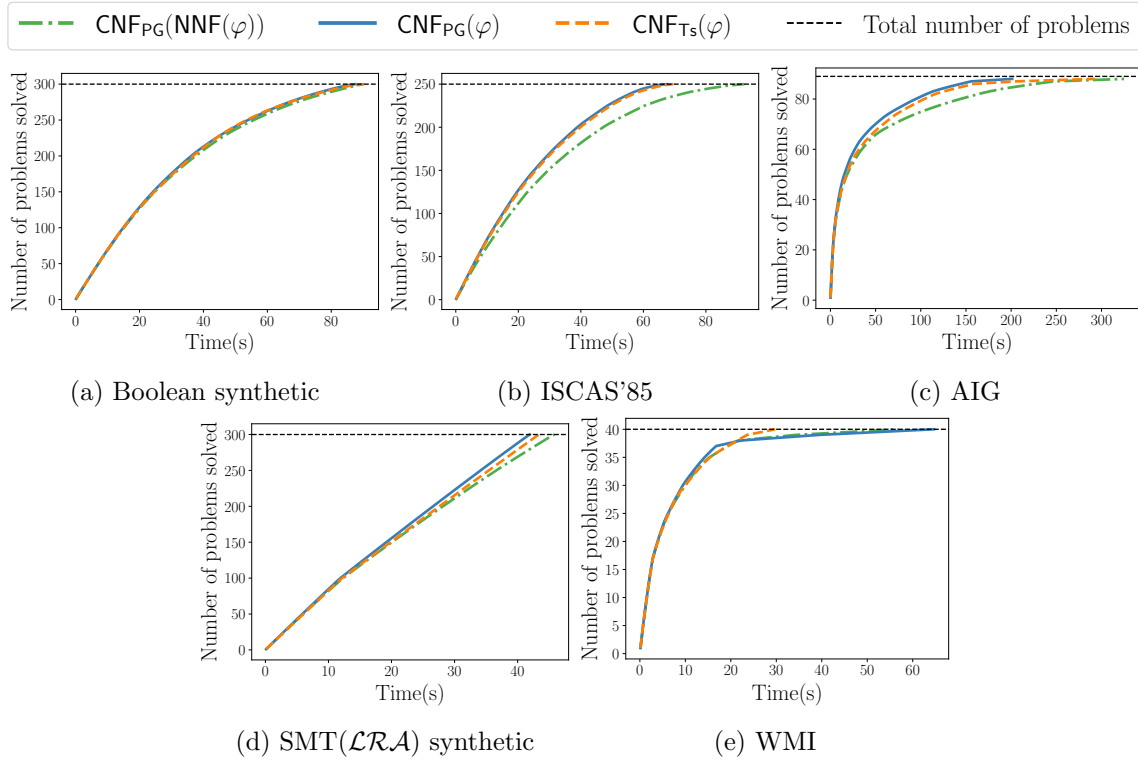 CNF_PG(NNF(φ)) CNF_PG(φ) CNF_Ts(φ) Total number of problems
Number of problems solved
300
250
200
150
100
50
0
0 20 40 60 80
Time(s)
(a) Boolean synthetic
Number of problems solved
250
200
150
100
50
0
0 20 40 60 80
Time(s)
(b) ISCAS'85
Number of problems solved
80
60
40
20
0
0 50 100 150 200 250 300
Time(s)
(c) AIG
Number of problems solved
300
250
200
150
100
50
0
0 10 20 30 40
Time(s)
(d) SMT(ℒℛ𝒜) synthetic
Number of problems solved
40
35
30
25
20
15
10
5
0
0 10 20 30 40 50 60
Time(s)
(e) WMI